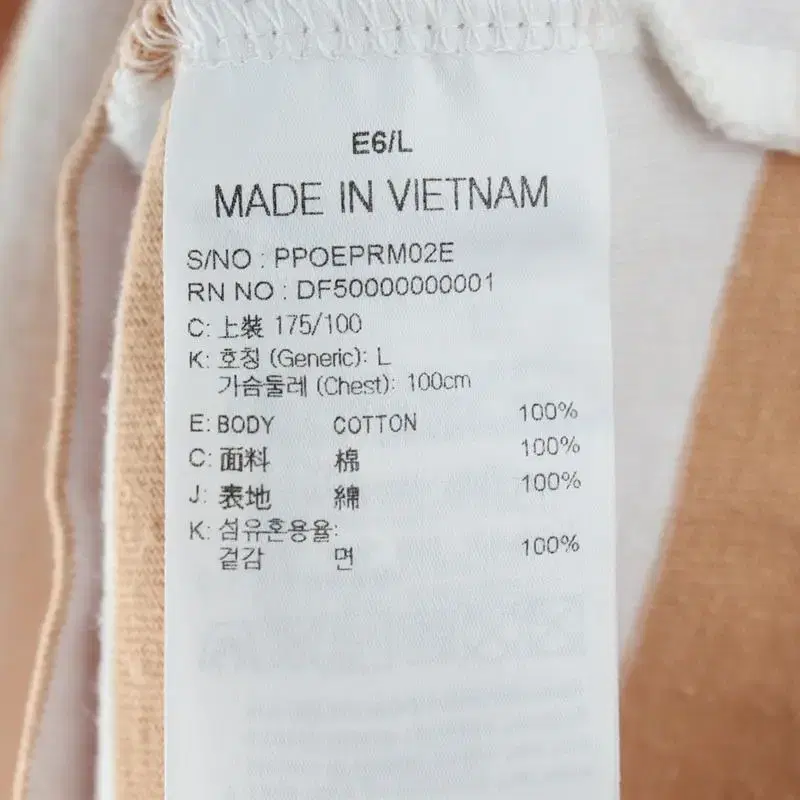 E6/L
MADE IN VIETNAM
S/NO : PPOEPRM02E
RN NO : DF50000000001
C: 上裝 175/100
K: 호칭 (Generic): L
가슴둘레 (Chest): 100cm
E: BODY COTTON 100%
C: 面料 棉 100%
J: 表地 綿 100%
K: 섬유혼용율:
겉감 면 100%